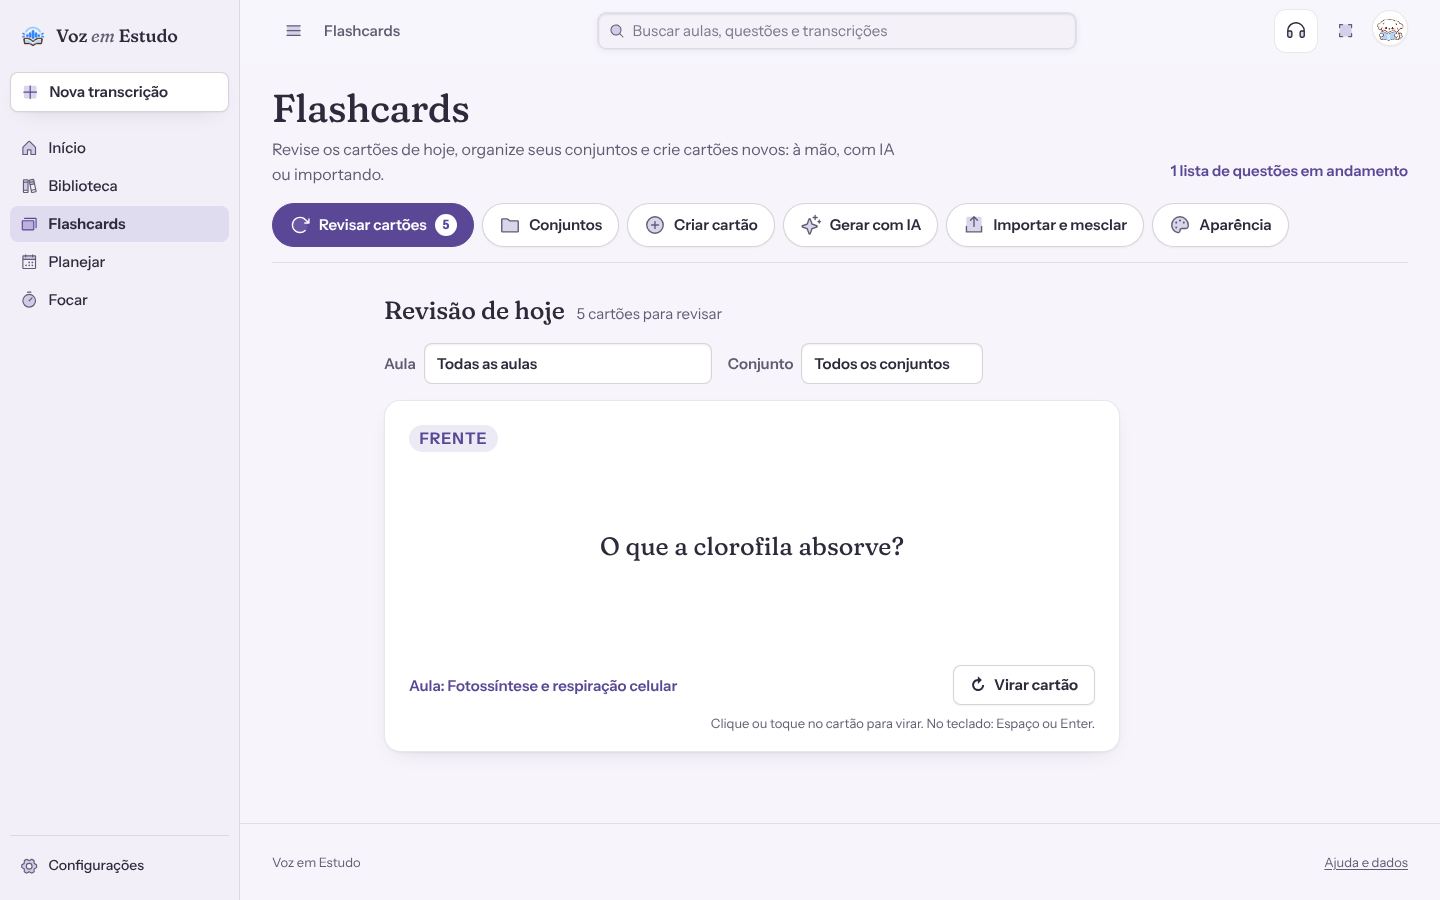 Voz em Estudo
Nova transcrição
Início
Biblioteca
Flashcards
Planejar
Focar
Configurações
Flashcards
Buscar aulas, questões e transcrições
Flashcards
Revise os cartões de hoje, organize seus conjuntos e crie cartões novos: à mão, com IA
ou importando.
1 lista de questões em andamento
Revisar cartões 5
Conjuntos
Criar cartão
Gerar com IA
Importar e mesclar
Aparência
Revisão de hoje 5 cartões para revisar
Aula Todas as aulas Conjunto Todos os conjuntos
FRENTE
O que a clorofila absorve?
Aula: Fotossíntese e respiração celular
Virar cartão
Clique ou toque no cartão para virar. No teclado: Espaço ou Enter.
Voz em Estudo
Ajuda e dados